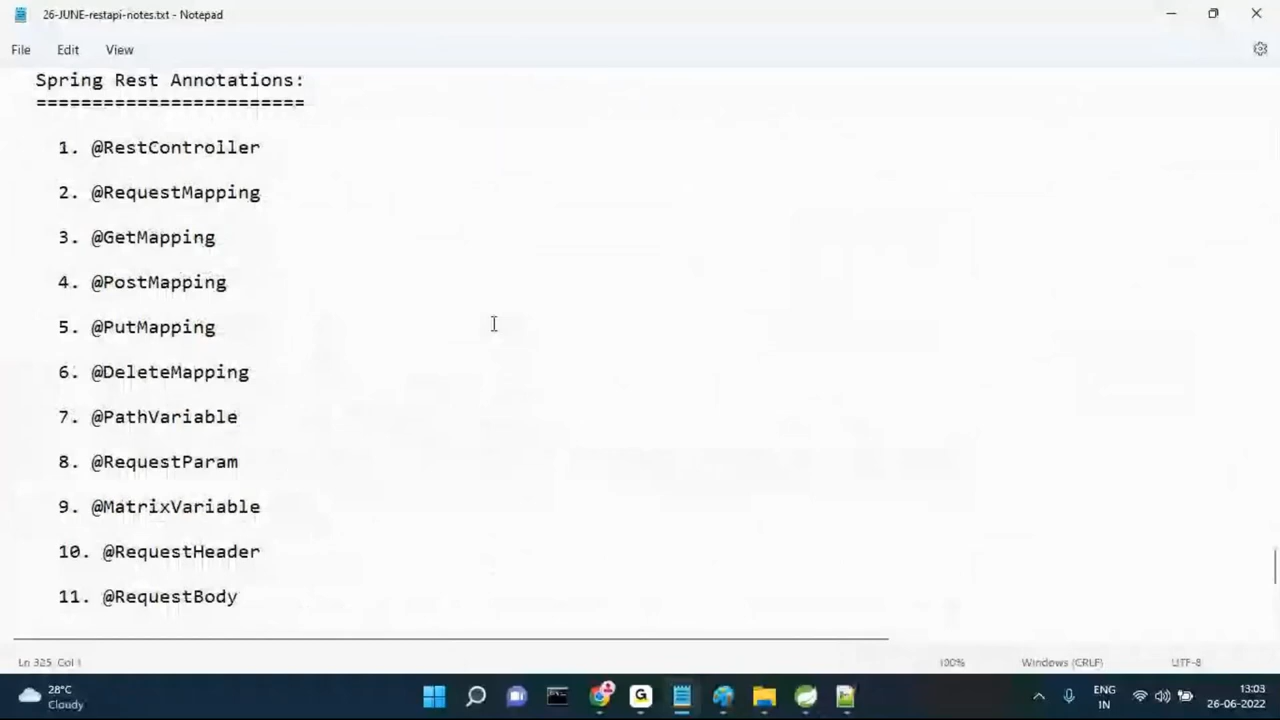 26-JUNE-restapi-notes.txt - Notepad
File Edit View
Spring Rest Annotations:
========================
1. @RestController
2. @RequestMapping
3. @GetMapping
4. @PostMapping
5. @PutMapping
6. @DeleteMapping
7. @PathVariable
8. @RequestParam
9. @MatrixVariable
10. @RequestHeader
11. @RequestBody
Ln 325, Col 1 100% Windows (CRLF) UTF-8
28°C
Cloudy
ENG
IN
13:03
26-06-2022